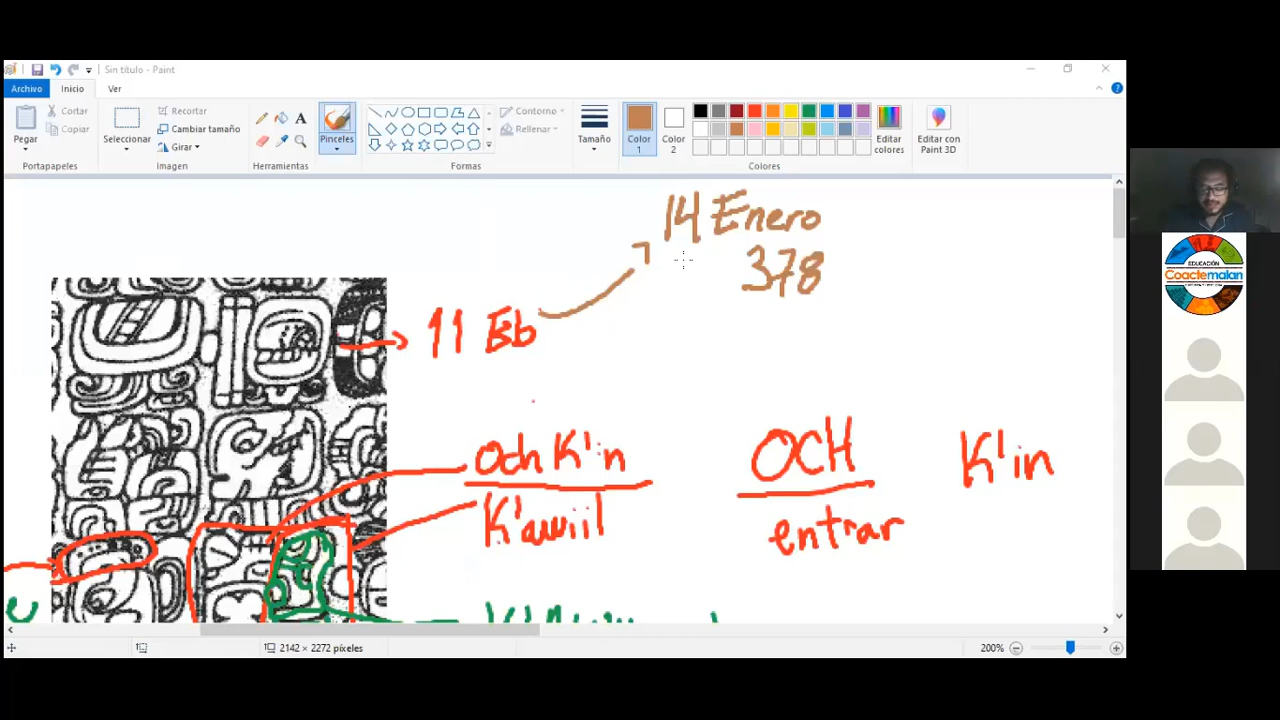 Sin título - Paint
Archivo
Inicio
Ver
Pegar
Cortar
Copiar
Portapapeles
Seleccionar
Recortar
Cambiar tamaño
Girar
Imagen
A
Herramientas
Pinceles
Formas
Contorno
Rellenar
Tamaño
Color 1
Color 2
Editar colores
Colores
Editar con Paint 3D
14 Enero
378
11 Eb
Och K'in
K'awiil
OCH
entrar
K'in
EDUCACIÓN
Coactemalan
2142 × 2272 píxeles
200%